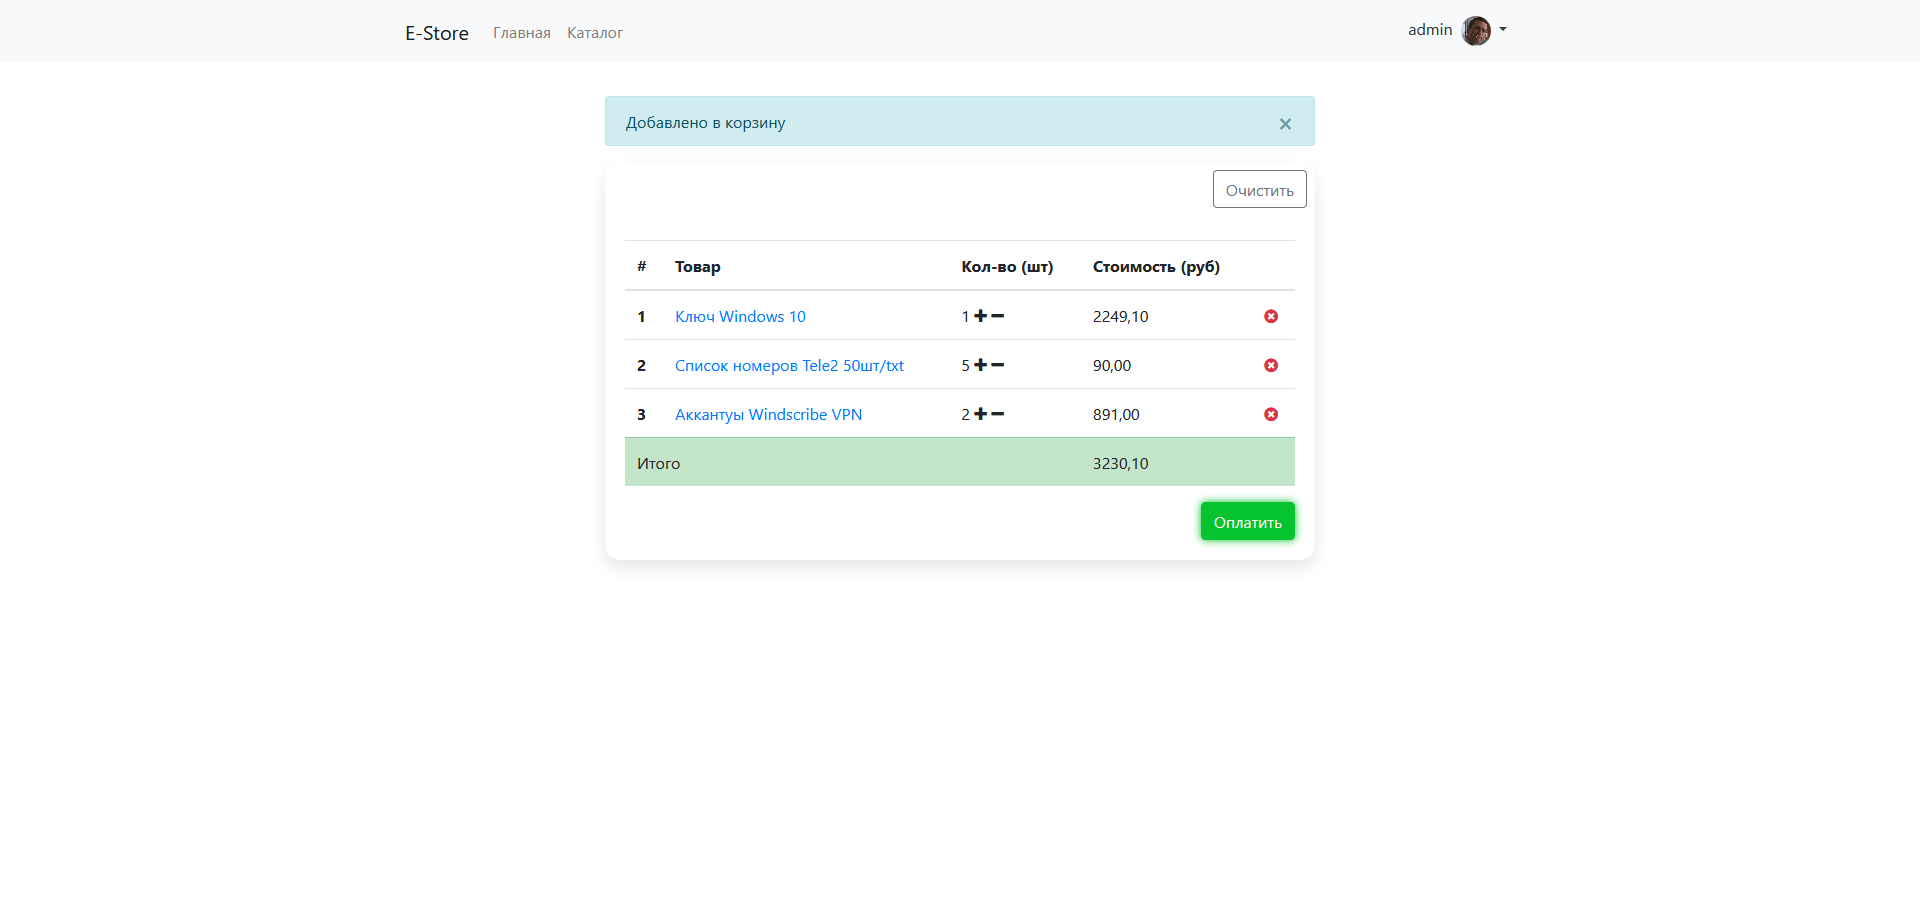 E-Store Главная Каталог admin
Добавлено в корзину ×
Очистить
# Товар Кол-во (шт) Стоимость (руб)
1 Ключ Windows 10 1 2249,10
2 Список номеров Tele2 50шт/txt 5 90,00
3 Аккантуы Windscribe VPN 2 891,00
Итого 3230,10
Оплатить